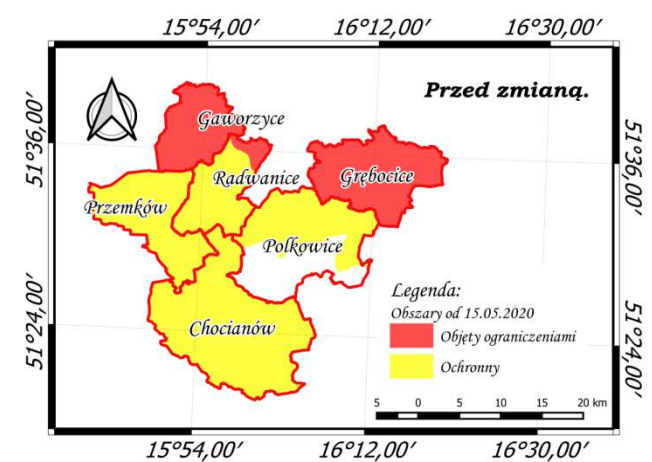 15°54,00′ 16°12,00′ 16°30,00′
Przed zmianą.
51°36,00′
51°36,00′
Gaworzyce
Radwanice
Grębocice
Przemków
Polkowice
Chocianów
51°24,00′
51°24,00′
Legenda:
Obszary od 15.05.2020
Objęty ograniczeniami
Ochronny
5 0 5 10 15 20 km
15°54,00′ 16°12,00′ 16°30,00′